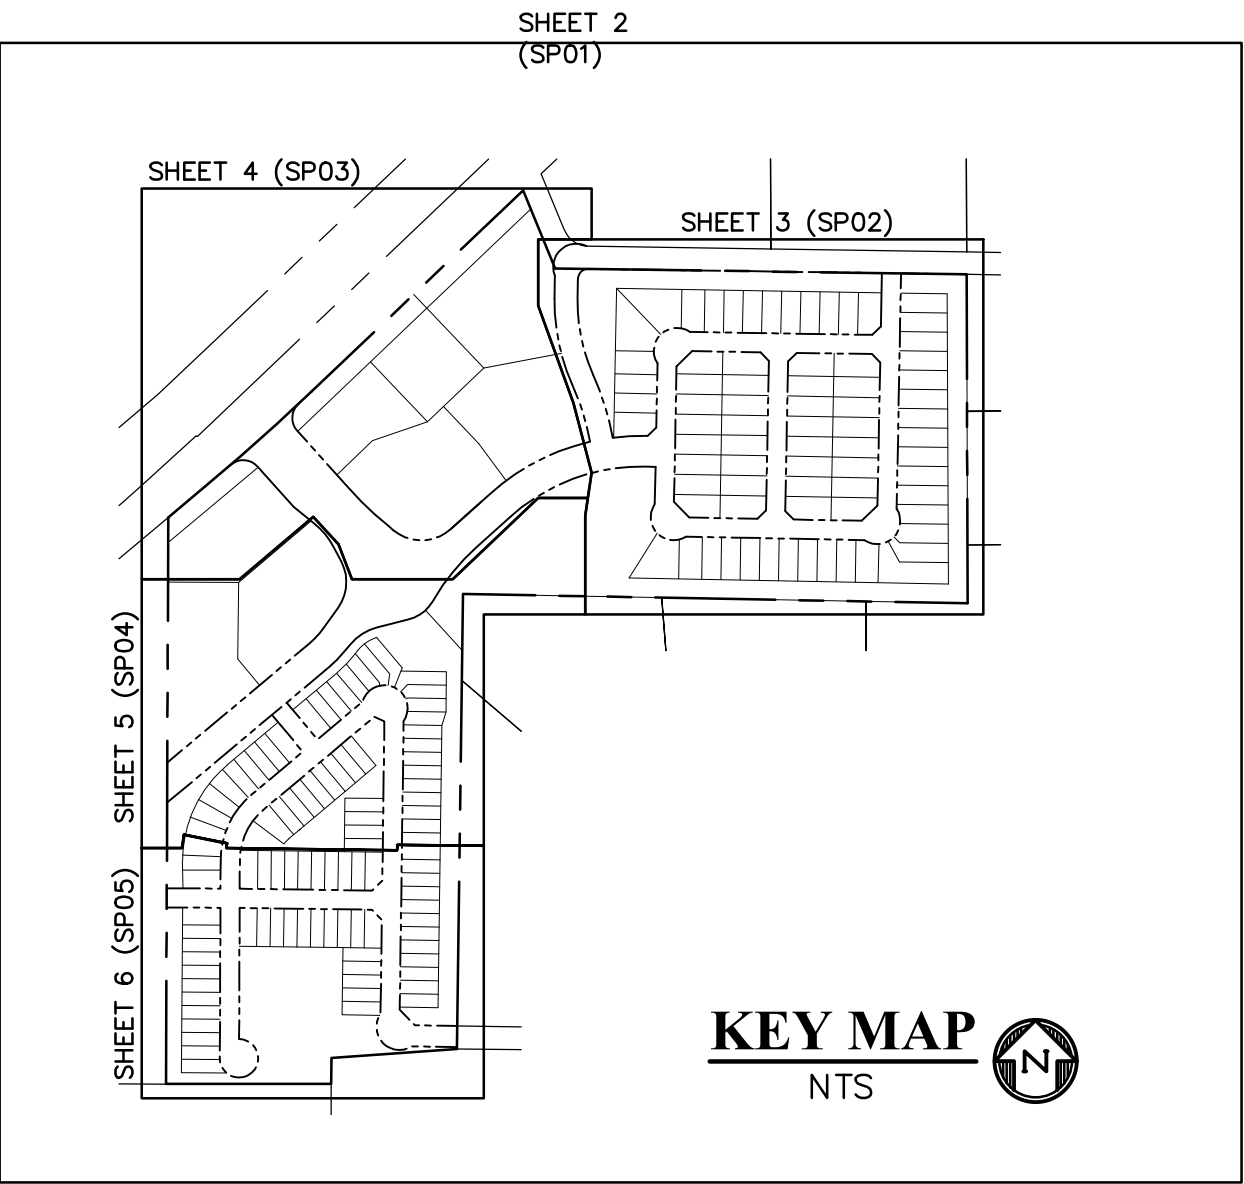 SHEET 2
(SP01)
SHEET 4 (SP03)
SHEET 3 (SP02)
SHEET 5 (SP04)
SHEET 6 (SP05)
KEY MAP
NTS
N